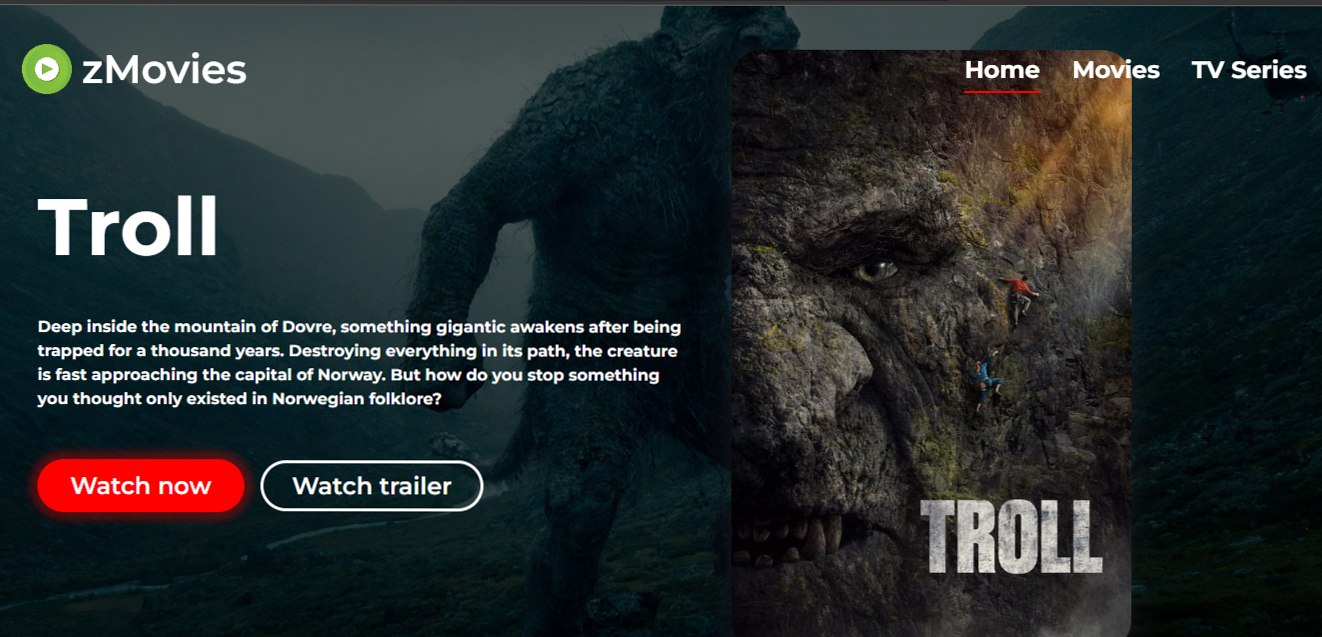 zMovies
Home
Movies
TV Series
Troll
Deep inside the mountain of Dovre, something gigantic awakens after being
trapped for a thousand years. Destroying everything in its path, the creature
is fast approaching the capital of Norway. But how do you stop something
you thought only existed in Norwegian folklore?
Watch now
Watch trailer
TROLL